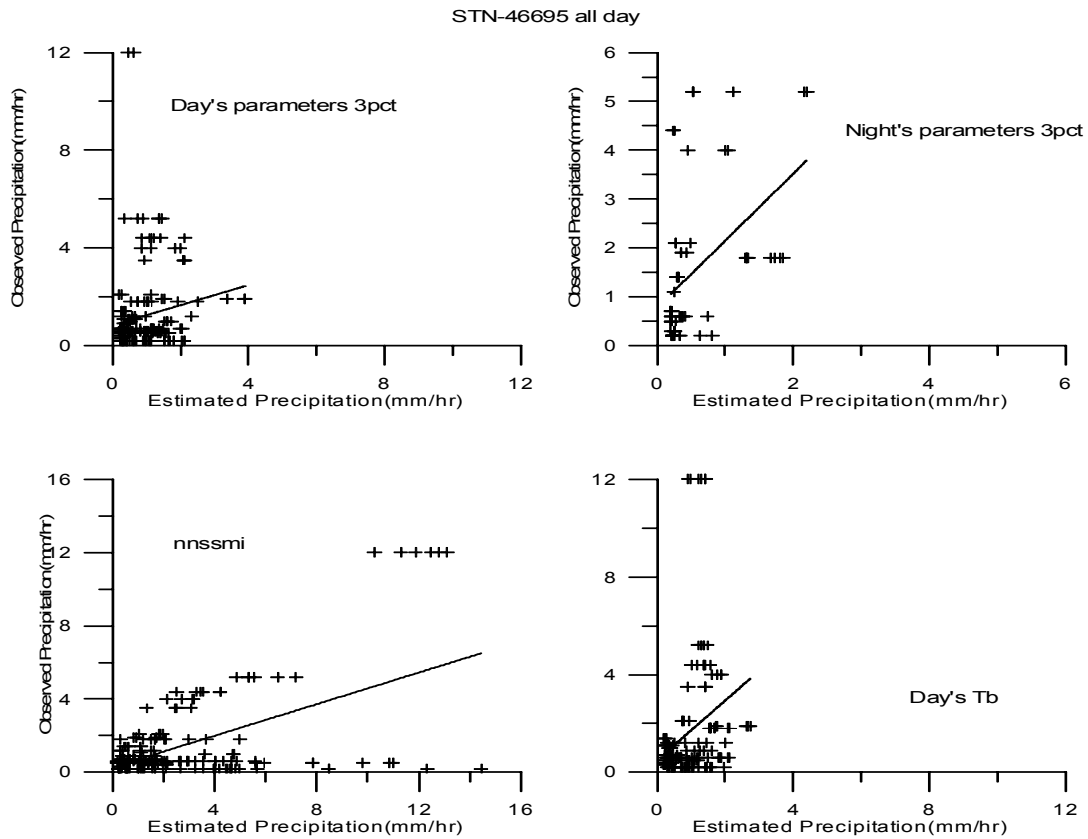 STN-46695 all day
12
8
4
0
Observed Precipitation(mm/hr)
Day's parameters 3pct
0 4 8 12
Estimated Precipitation(mm/hr)
6
5
4
3
2
1
0
Observed Precipitation(mm/hr)
Night's parameters 3pct
0 2 4 6
Estimated Precipitation(mm/hr)
16
12
8
4
0
Observed Precipitation(mm/hr)
nnssmi
0 4 8 12 16
Estimated Precipitation(mm/hr)
12
8
4
0
Observed Precipitation(mm/hr)
Day's Tb
0 4 8 12
Estimated Precipitation(mm/hr)